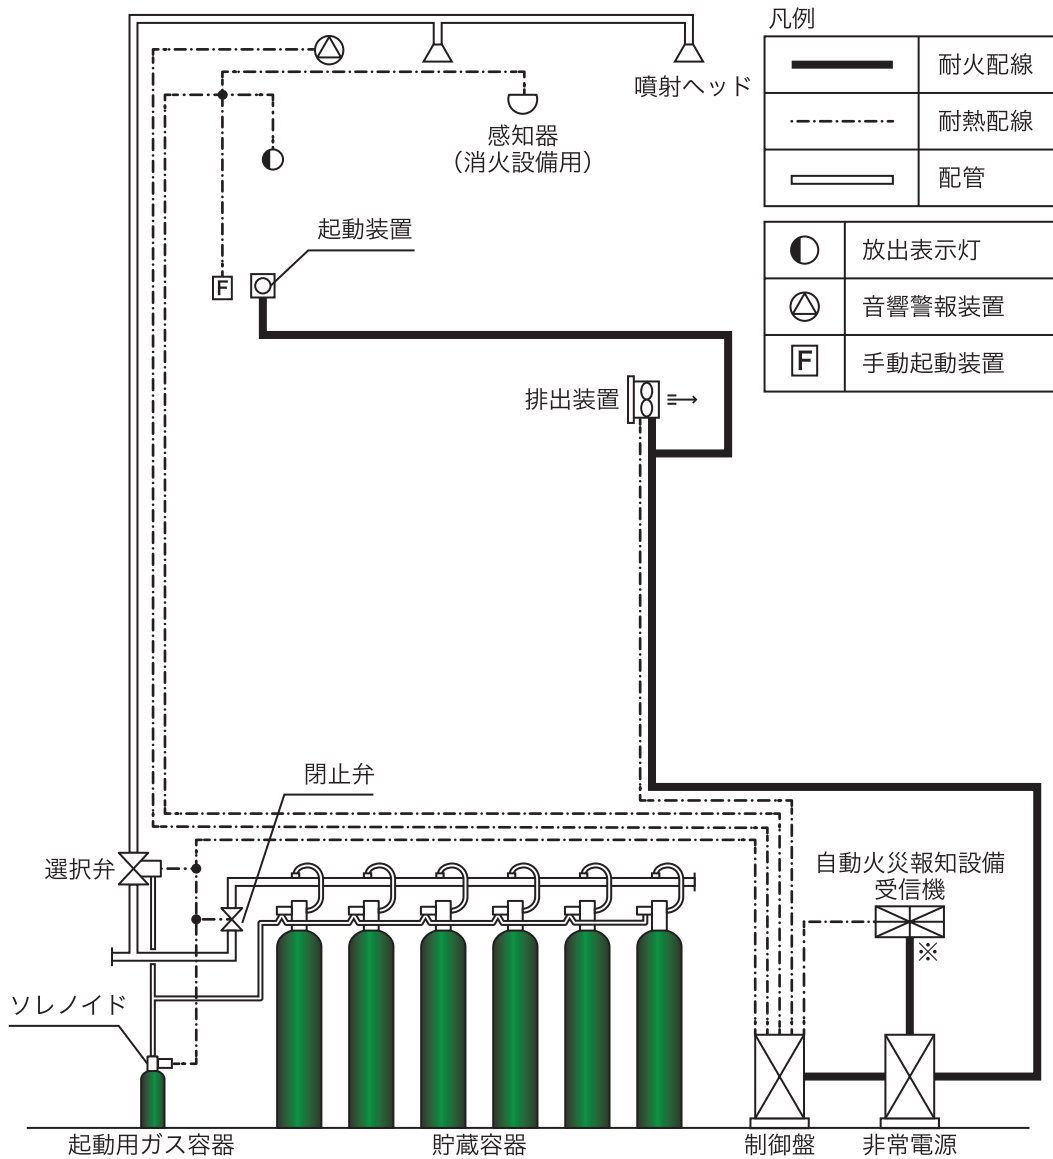 凡例
耐火配線
耐熱配線
配管
放出表示灯
音響警報装置
F
手動起動装置
噴射ヘッド
感知器
(消火設備用)
起動装置
F
排出装置
閉止弁
選択弁
自動火災報知設備
受信機
※
ソレノイド
起動用ガス容器
貯蔵容器
制御盤
非常電源